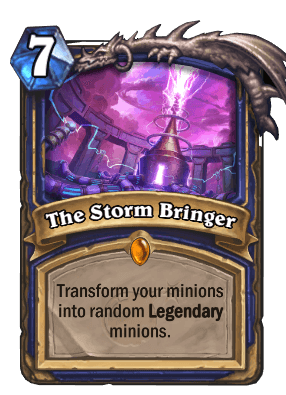 7
The Storm Bringer
Transform your minions
into random Legendary
minions.